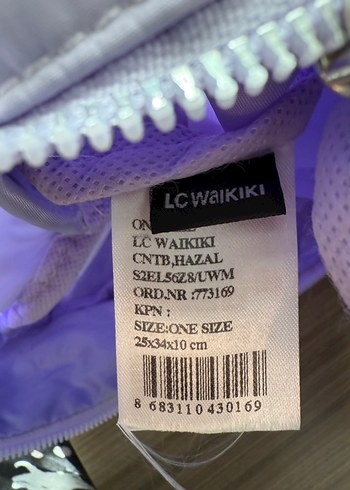 LC WAIKIKI
ON
LC WAIKIKI
CNTB,HAZAL
S2EL56Z8/UWM
ORD.NR :773169
KPN :
SIZE:ONE SIZE
25x34x10 cm
8 683110 430169